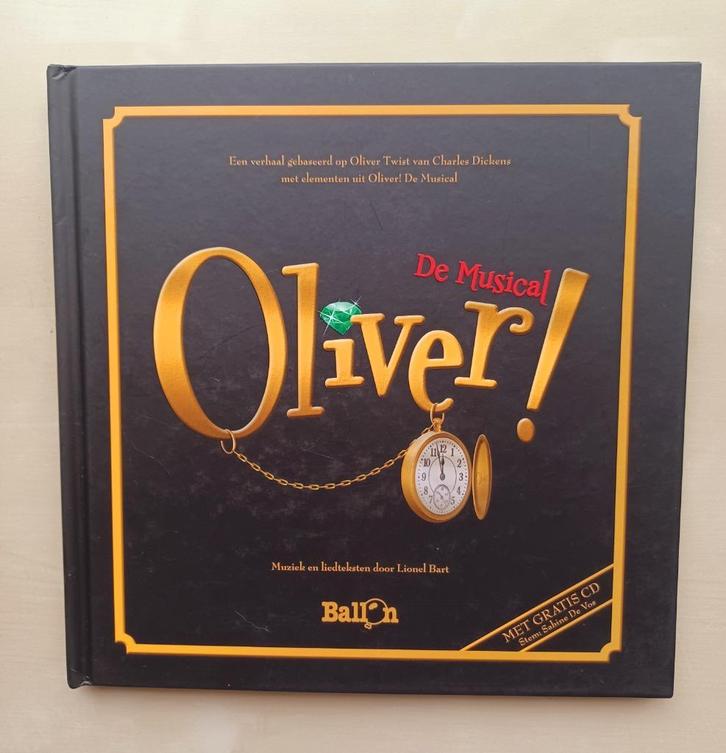 Een verhaal gebaseerd op Oliver Twist van Charles Dickens
met elementen uit Oliver! De Musical
De Musical
Oliver!
Muziek en liedteksten door Lionel Bart
Ballon
MET GRATIS CD
Stem: Sabine De Vos